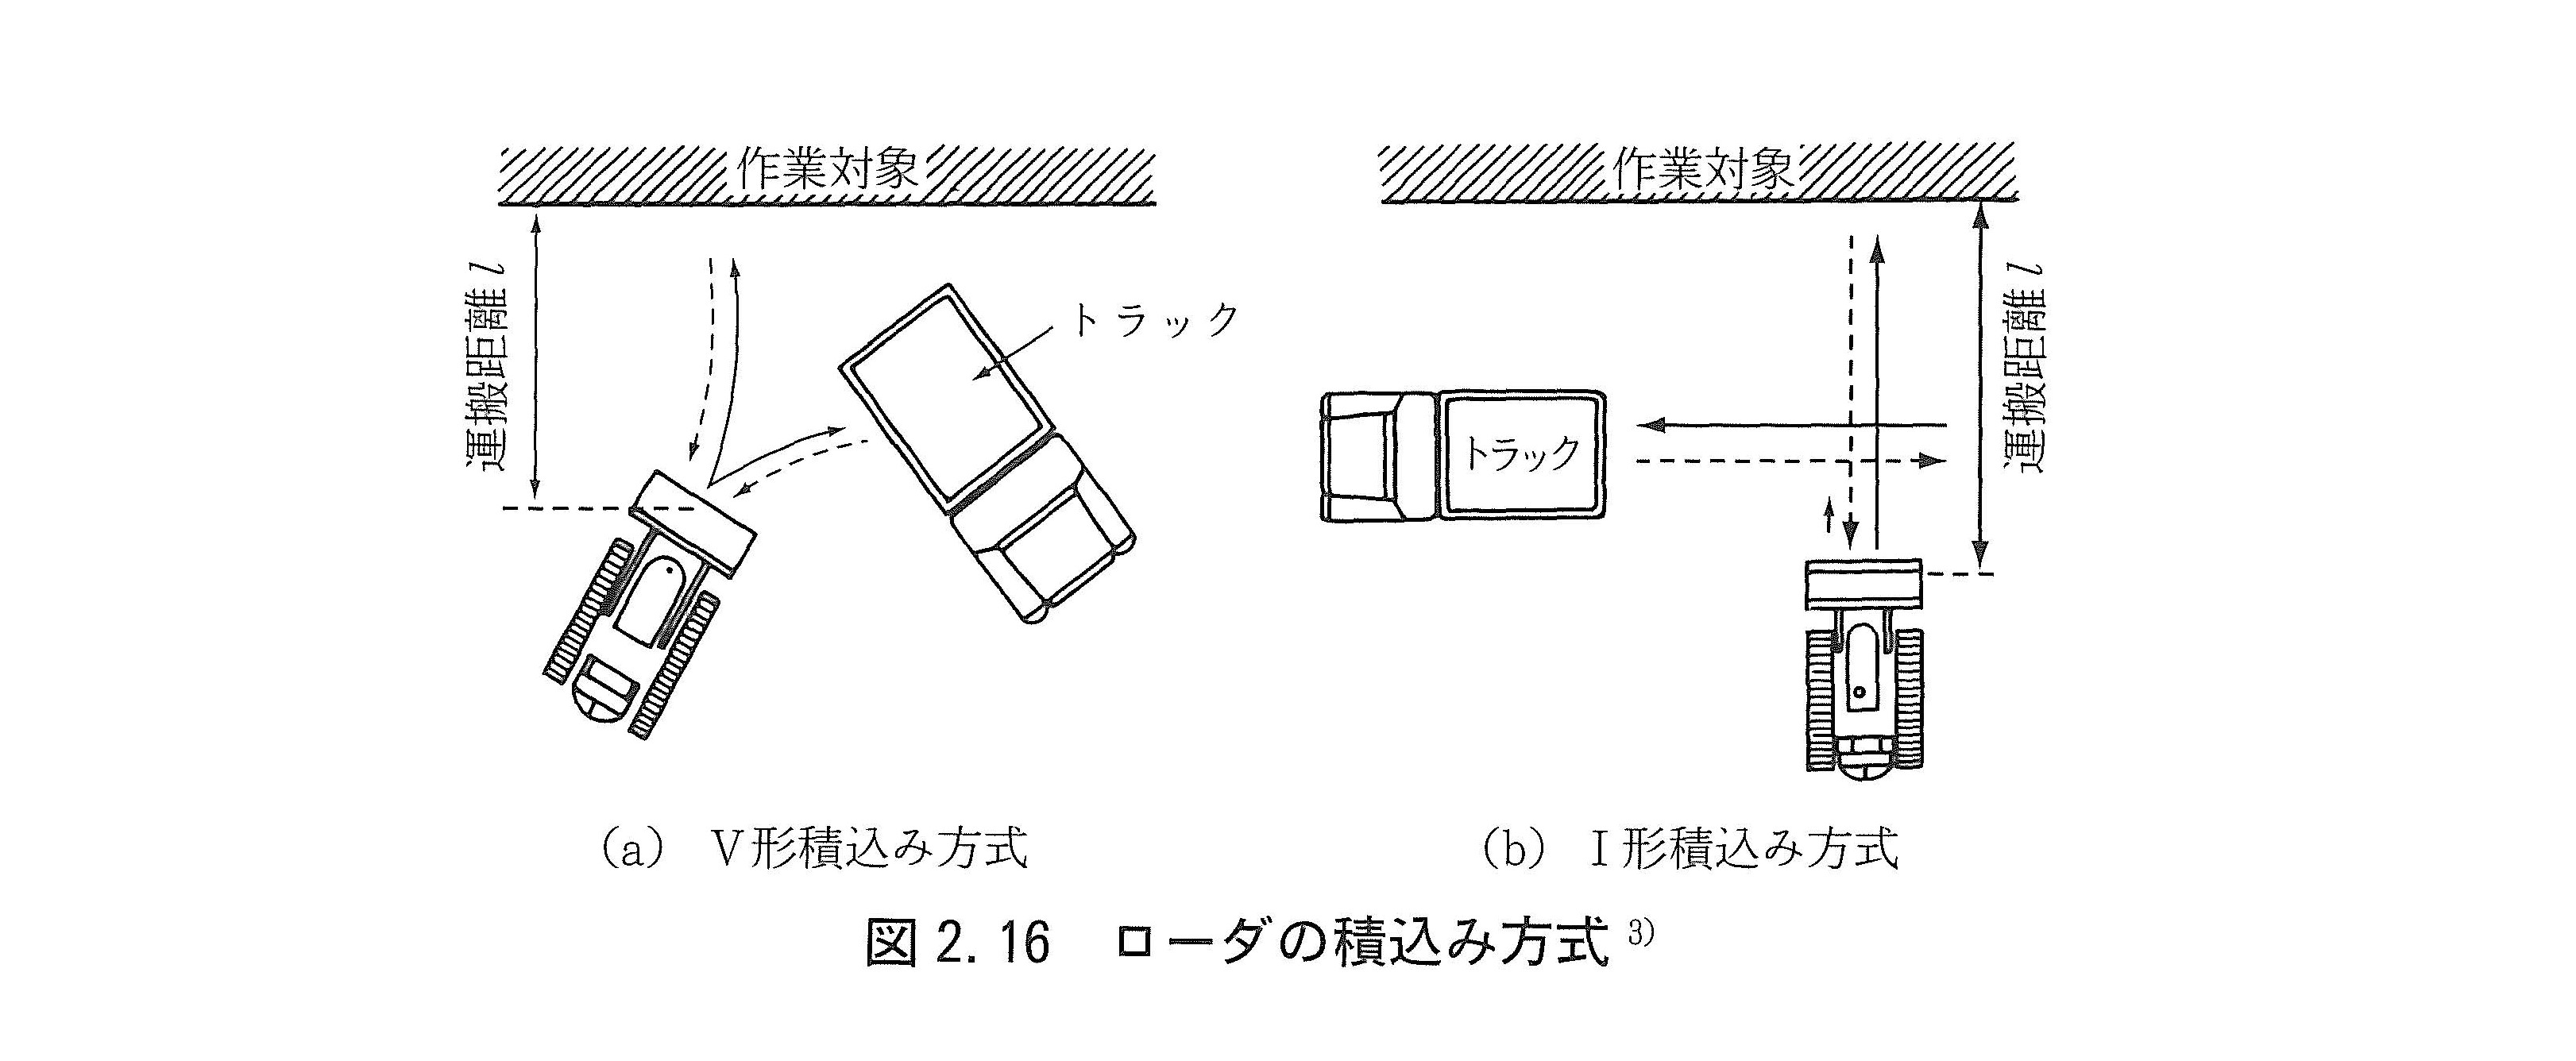 作業対象
運搬距離 l
トラック
(a) V形積込み方式
作業対象
運搬距離 l
トラック
(b) I形積込み方式
図2.16 ローダの積込み方式 3)